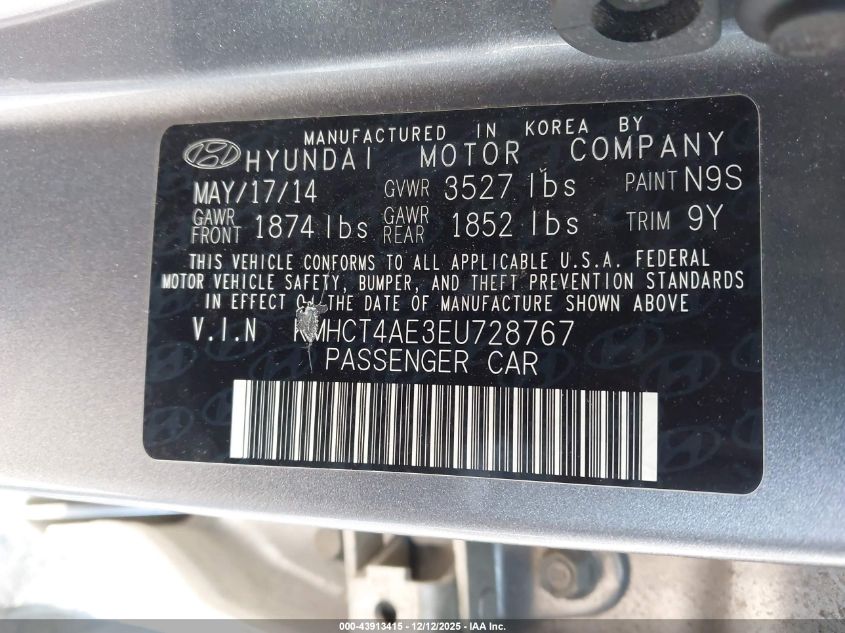 MANUFACTURED IN KOREA BY
HYUNDAI MOTOR COMPANY
MAY/17/14 GVWR 3527 lbs PAINT N9S
GAWR FRONT 1874 lbs GAWR REAR 1852 lbs TRIM 9Y
THIS VEHICLE CONFORMS TO ALL APPLICABLE U.S.A. FEDERAL
MOTOR VEHICLE SAFETY, BUMPER, AND THEFT PREVENTION STANDARDS
IN EFFECT ON THE DATE OF MANUFACTURE SHOWN ABOVE
V.I.N KMHCT4AE3EU728767
PASSENGER CAR
000-43913415 - 12/12/2025 - IAA Inc.